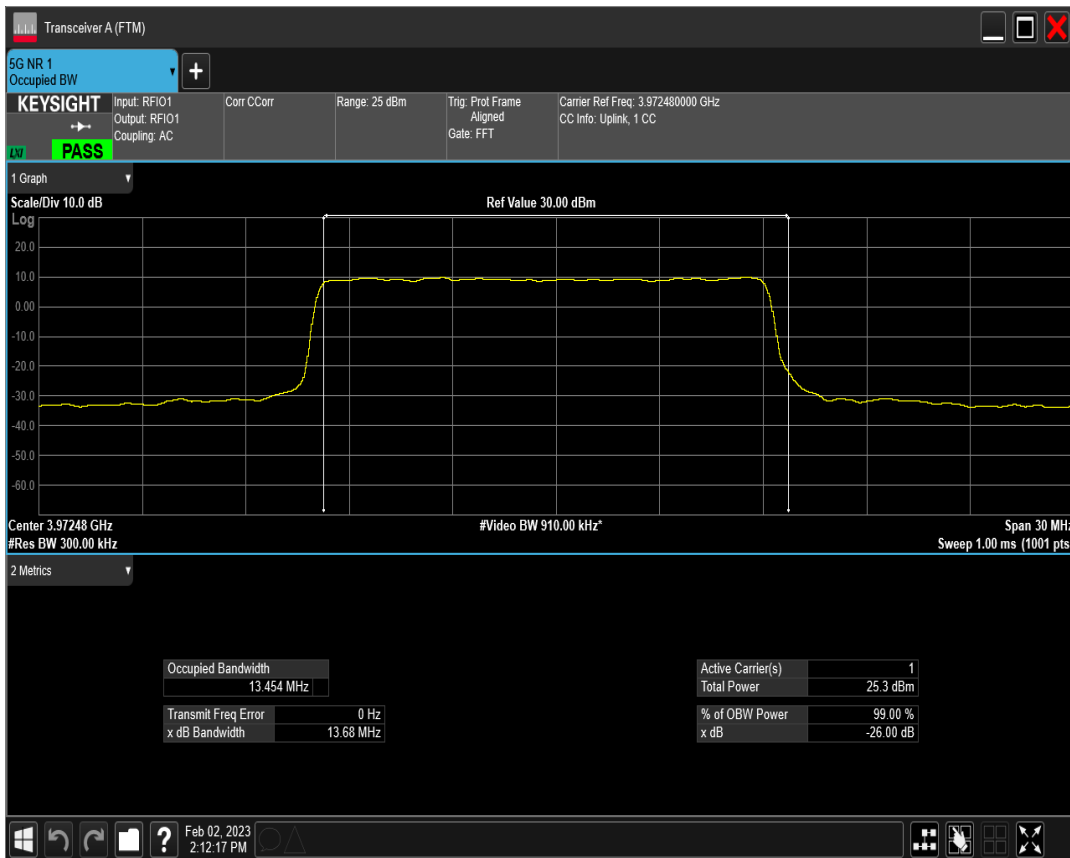 Transceiver A (FTM)
5G NR 1
Occupied BW
+
KEYSIGHT
LXI
PASS
Input: RFIO1
Output: RFIO1
Coupling: AC
Corr CCorr
Range: 25 dBm
Trig: Prot Frame
Aligned
Gate: FFT
Carrier Ref Freq: 3.972480000 GHz
CC Info: Uplink, 1 CC
1 Graph
Scale/Div 10.0 dB
Ref Value 30.00 dBm
Log
20.0
10.0
0.00
-10.0
-20.0
-30.0
-40.0
-50.0
-60.0
Center 3.97248 GHz
#Video BW 910.00 kHz*
Span 30 MHz
#Res BW 300.00 kHz
Sweep 1.00 ms (1001 pts
2 Metrics
Occupied Bandwidth
13.454 MHz
Transmit Freq Error 0 Hz
x dB Bandwidth 13.68 MHz
Active Carrier(s) 1
Total Power 25.3 dBm
% of OBW Power 99.00 %
x dB -26.00 dB
?
Feb 02, 2023
2:12:17 PM